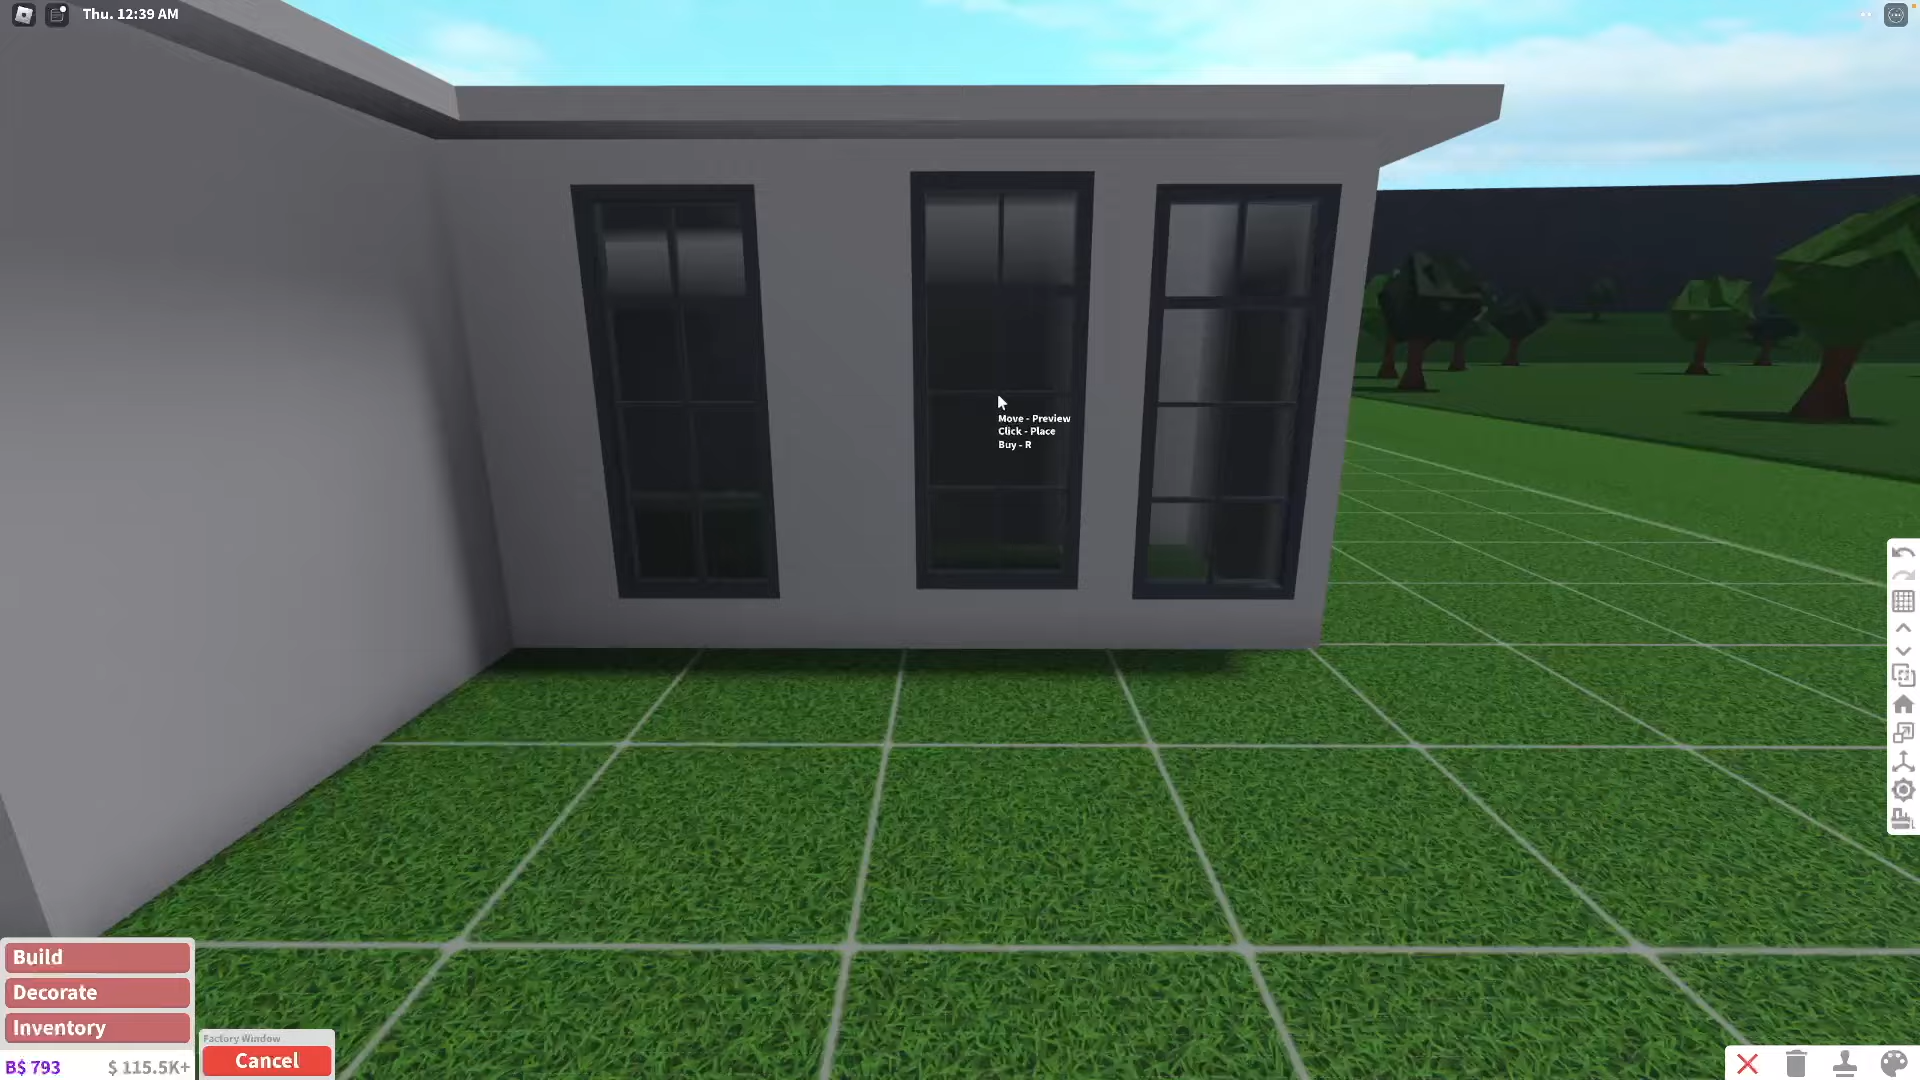 Thu. 12:39 AM
Move - Preview
Click - Place
Buy - R
Build
Decorate
Inventory
B$ 793
$ 115.5K+
Factory Window
Cancel